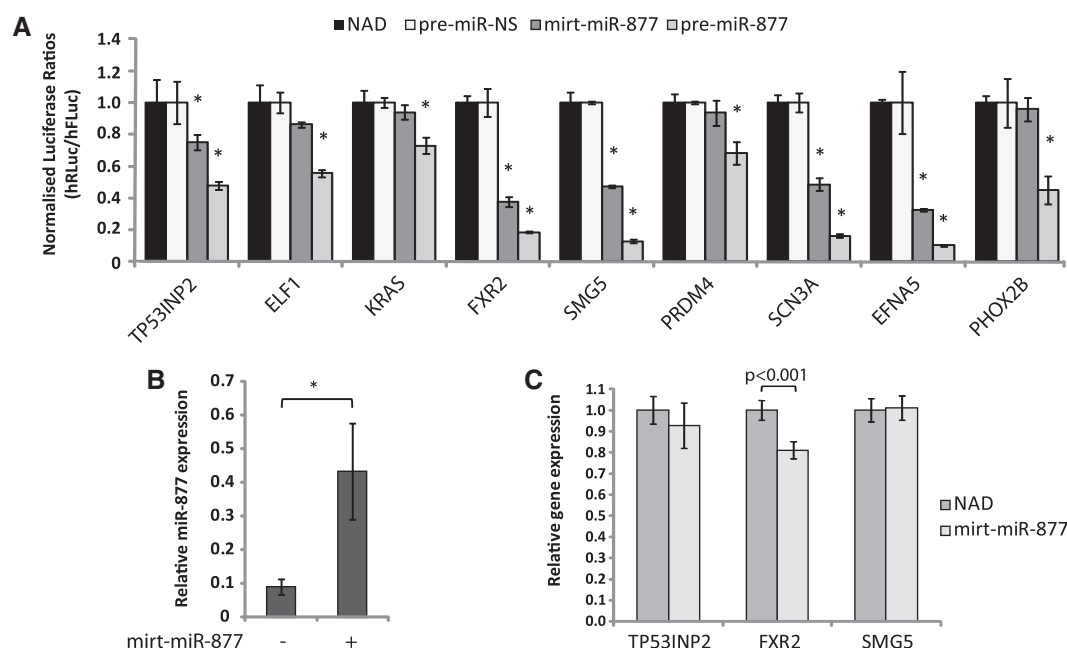 A
NAD pre-miR-NS mirt-miR-877 pre-miR-877
Normalised Luciferase Ratios
(hRLuc/hFLuc)
1.4
1.2
1.0
0.8
0.6
0.4
0.2
0
* * * * * * * * * * * * * *
TP53INP2 ELF1 KRAS FXR2 SMG5 PRDM4 SCN3A EFNA5 PHOX2B
B
Relative miR-877 expression
0.7
0.6
0.5
0.4
0.3
0.2
0.1
0
*
mirt-miR-877 - +
C
Relative gene expression
1.1
1.0
0.9
0.8
0.7
0.6
0.5
0.4
0.3
0.2
0.1
0.0
p<0.001
TP53INP2 FXR2 SMG5
NAD
mirt-miR-877